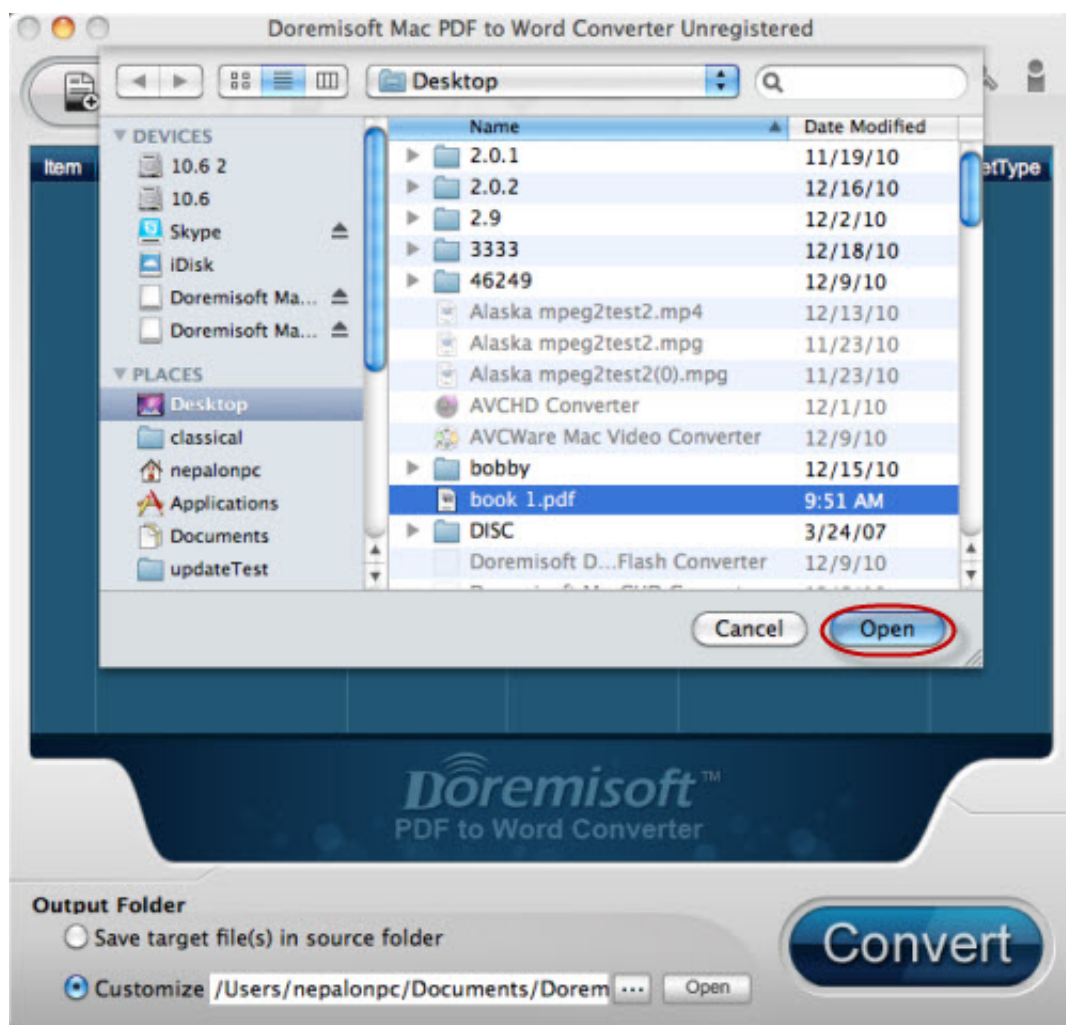 Doremisoft Mac PDF to Word Converter Unregistered
Desktop
Item
etType
DEVICES
10.6 2
10.6
Skype
iDisk
Doremisoft Ma...
Doremisoft Ma...
PLACES
Desktop
classical
nepalonpc
Applications
Documents
updateTest
Name Date Modified
2.0.1 11/19/10
2.0.2 12/16/10
2.9 12/2/10
3333 12/18/10
46249 12/9/10
Alaska mpeg2test2.mp4 12/13/10
Alaska mpeg2test2.mpg 11/23/10
Alaska mpeg2test2(0).mpg 11/23/10
AVCHD Converter 12/1/10
AVCWare Mac Video Converter 12/9/10
bobby 12/15/10
book 1.pdf 9:51 AM
DISC 3/24/07
Doremisoft D...Flash Converter 12/9/10
Cancel Open
Doremisoft™
PDF to Word Converter
Output Folder
Save target file(s) in source folder
Customize /Users/nepalonpc/Documents/Dorem ... Open
Convert